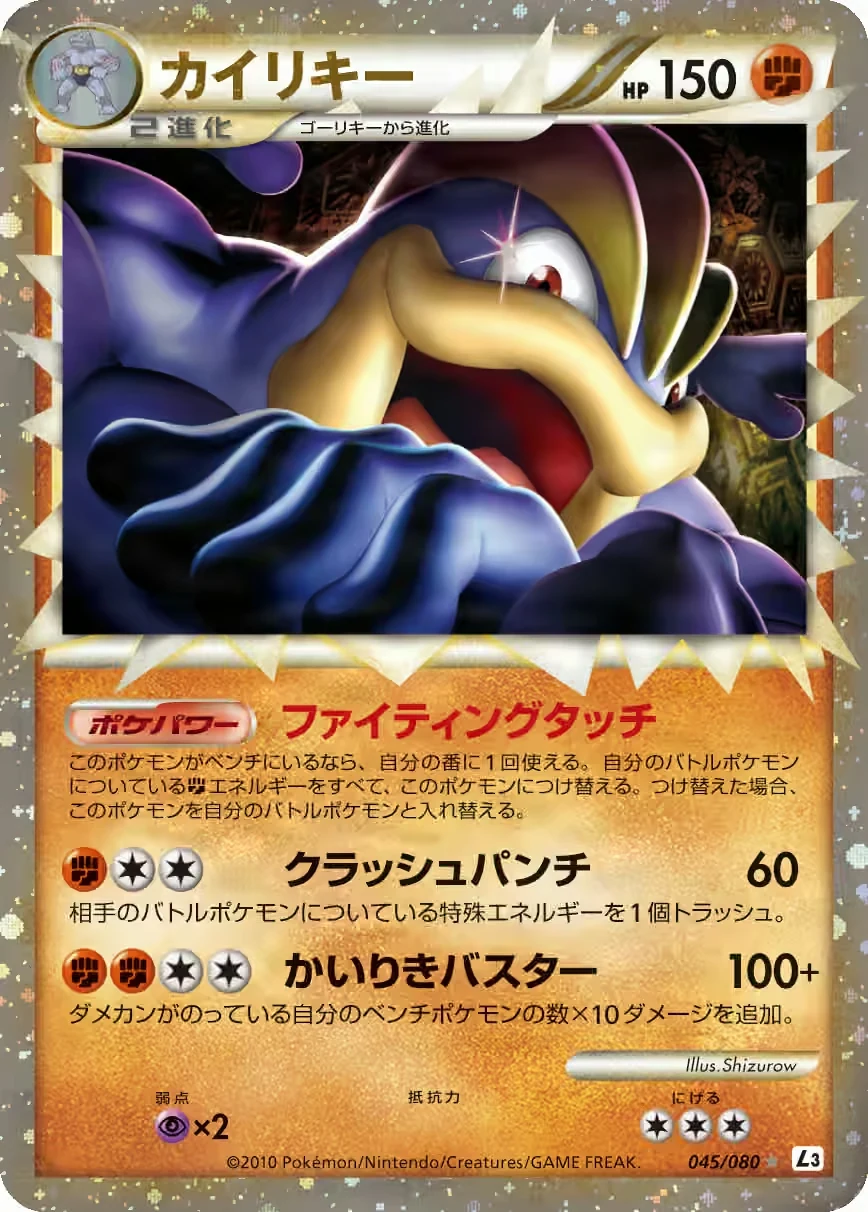 カイリキー
HP 150
2進化
ゴーリキーから進化
ポケパワー ファイティングタッチ
このポケモンがベンチにいるなら、自分の番に1回使える。自分のバトルポケモン
についているエネルギーをすべて、このポケモンにつけ替える。つけ替えた場合、
このポケモンを自分のバトルポケモンと入れ替える。
クラッシュパンチ 60
相手のバトルポケモンについている特殊エネルギーを1個トラッシュ。
かいりきバスター 100+
ダメカンがのっている自分のベンチポケモンの数×10ダメージを追加。
Illus.Shizurow
弱点 抵抗力 にげる
×2
©2010 Pokémon/Nintendo/Creatures/GAME FREAK. 045/080 L3